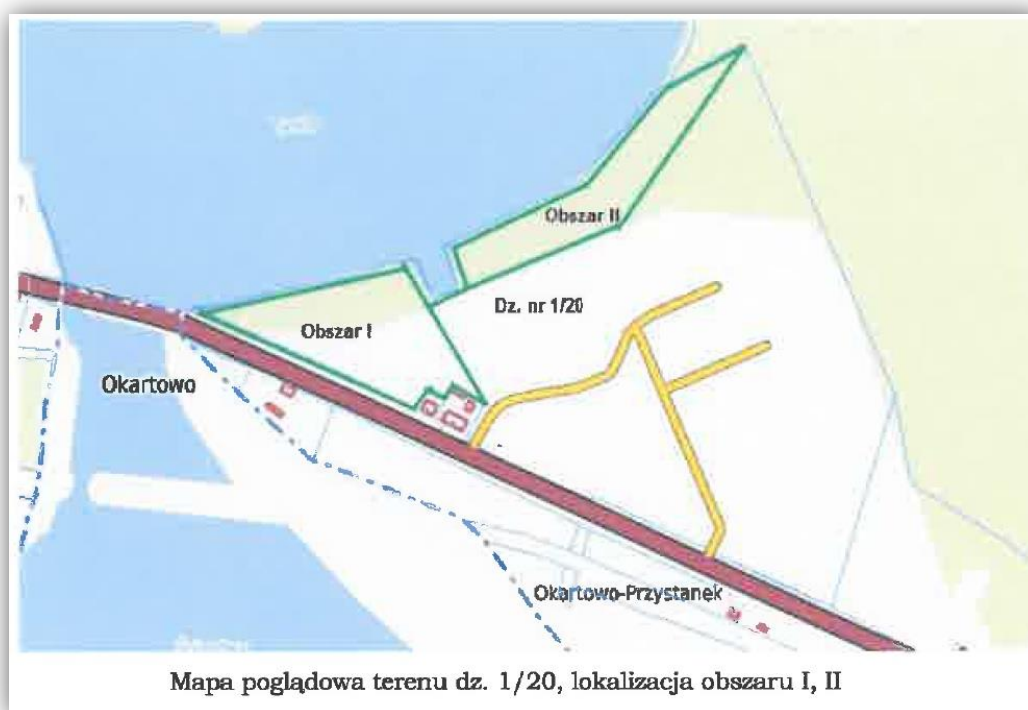 Obszar II
Dz. nr 1/20
Obszar I
Okartowo
Okartowo-Przystanek
Mapa poglądowa terenu dz. 1/20, lokalizacja obszaru I, II